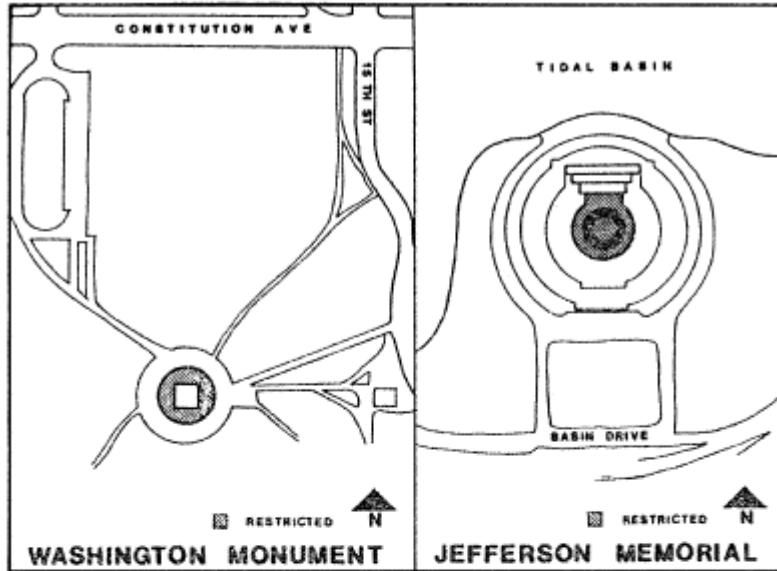 CONSTITUTION AVE
15 TH ST
RESTRICTED
N
WASHINGTON MONUMENT
TIDAL BASIN
BASIN DRIVE
RESTRICTED
N
JEFFERSON MEMORIAL